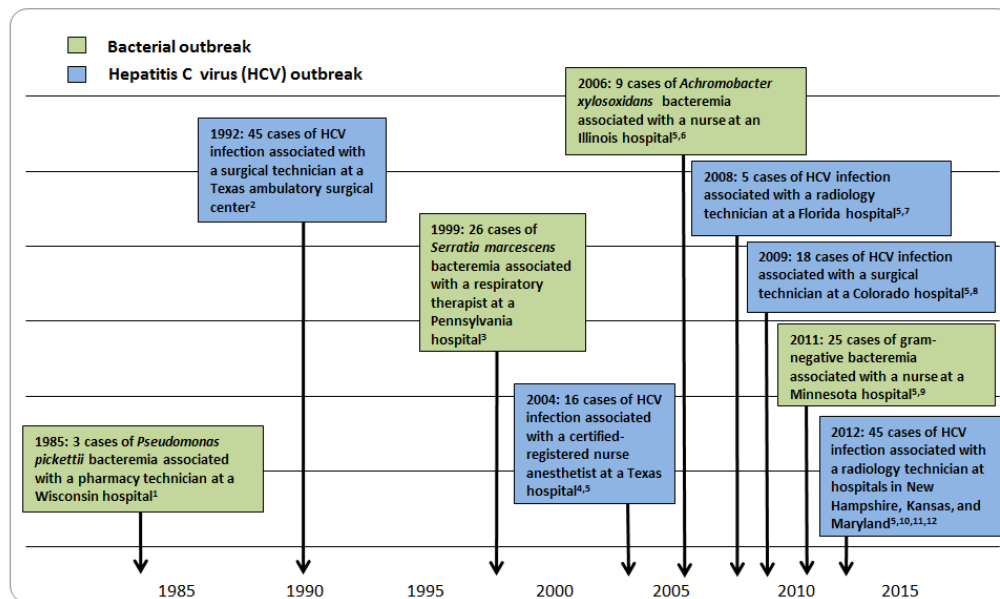 Bacterial outbreak
Hepatitis C virus (HCV) outbreak
2006: 9 cases of Achromobacter
xylosoxidans bacteremia
associated with a nurse at an
Illinois hospital5,6
1992: 45 cases of HCV
infection associated with
a surgical technician at a
Texas ambulatory surgical
center2
2008: 5 cases of HCV infection
associated with a radiology
technician at a Florida hospital5,7
1999: 26 cases of
Serratia marcescens
bacteremia associated
with a respiratory
therapist at a
Pennsylvania
hospital3
2009: 18 cases of HCV infection
associated with a surgical
technician at a Colorado hospital5,8
2011: 25 cases of gram-
negative bacteremia
associated with a nurse at a
Minnesota hospital5,9
2004: 16 cases of HCV
infection associated
with a certified-
registered nurse
anesthetist at a Texas
hospital4,5
1985: 3 cases of Pseudomonas
pickettii bacteremia associated
with a pharmacy technician at a
Wisconsin hospital1
2012: 45 cases of HCV
infection associated with
a radiology technician at
hospitals in New
Hampshire, Kansas, and
Maryland5,10,11,12
1985 1990 1995 2000 2005 2010 2015